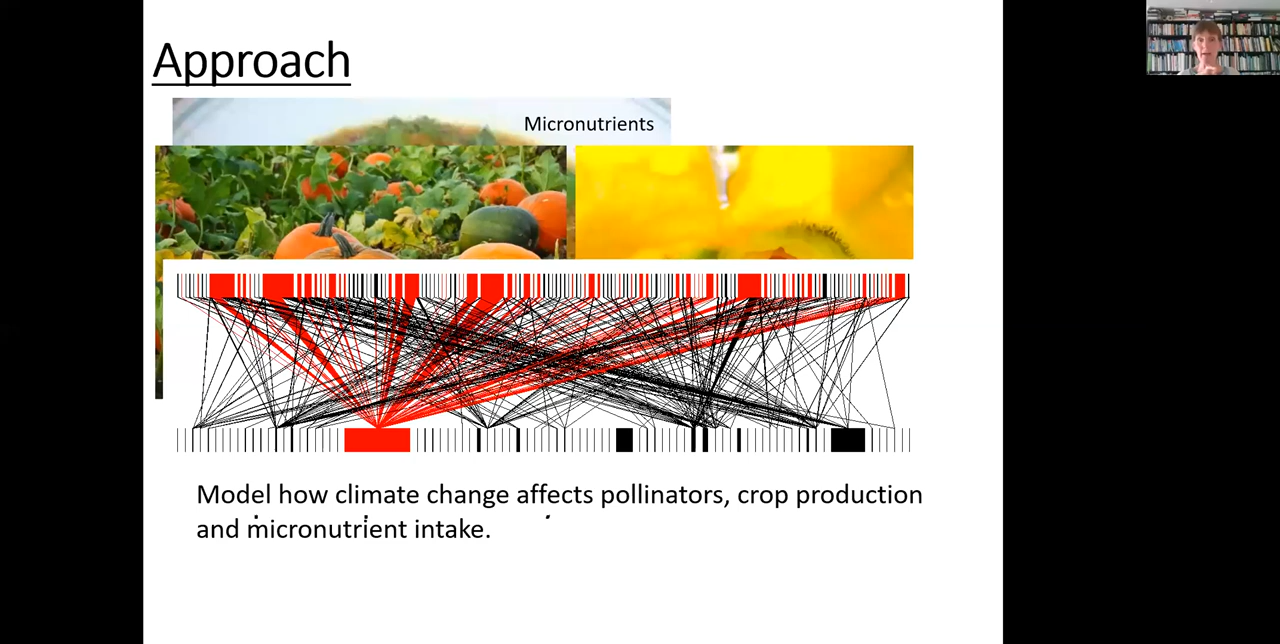 Approach
Micronutrients
Model how climate change affects pollinators, crop production
and micronutrient intake.